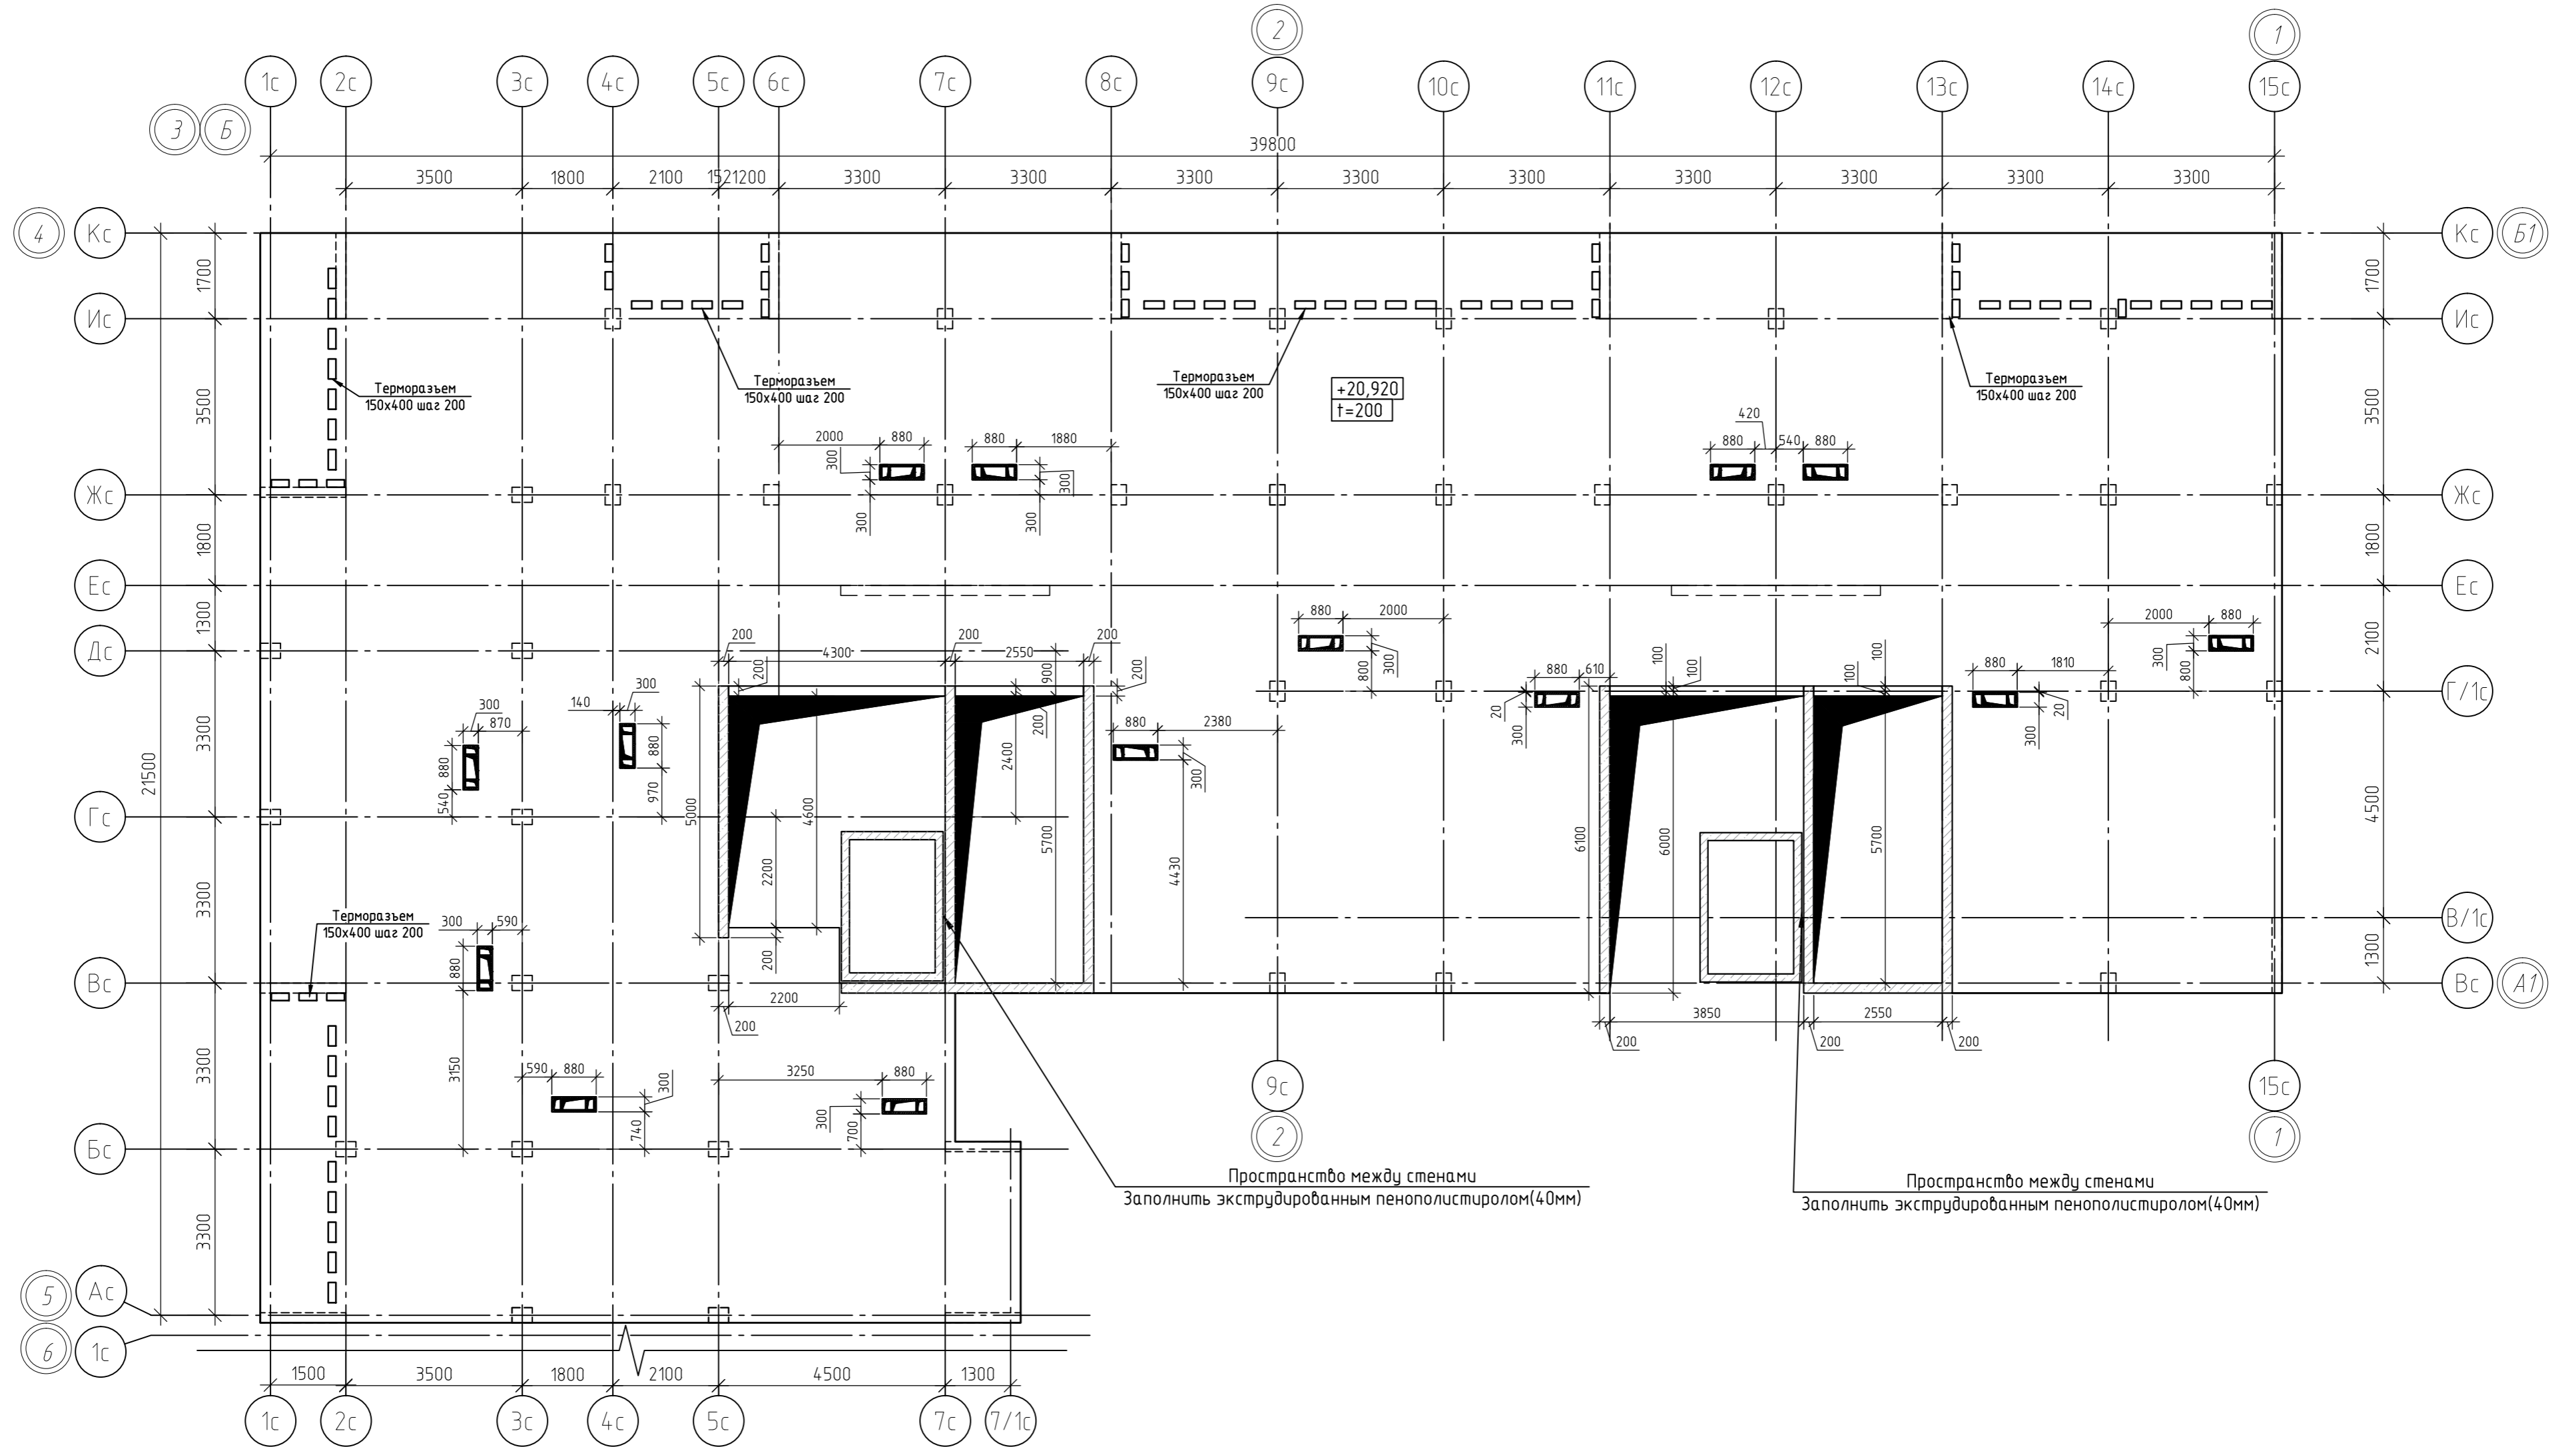 2
1
1с
2с
3с
4с
5с
6с
7с
8с
9с
10с
11с
12с
13с
14с
15с
3
Б
39800
3500
1800
2100
1200
3300
3300
3300
3300
3300
3300
3300
3300
3300
4
Кс
Кс
Б1
1700
1700
Ис
Ис
Терморазъем
150х400 шаг 200
Терморазъем
150х400 шаг 200
Терморазъем
150х400 шаг 200
+20,920
t=200
Терморазъем
150х400 шаг 200
3500
3500
420
2000
880
880
1880
880
540
880
300
300
300
300
Жс
Жс
1800
1800
Ес
Ес
1300
2100
880
2000
2000
880
300
800
300
800
Дс
200
4300
200
2550
200
200
900
200
100
100
100
100
880
610
880
1810
Г/1с
20
300
20
300
300
870
140
300
880
540
880
970
3300
21500
5000
4600
2400
200
5700
880
2380
300
4430
6100
6000
5700
4500
Гс
2200
3300
Терморазъем
150х400 шаг 200
300
590
880
200
В/1с
1300
Вс
Вс
А1
2200
200
3850
2550
200
200
200
3300
3150
590
880
300
740
3250
880
300
700
9с
2
15с
1
Бс
Пространство между стенами
Заполнить экструдированным пенополистиролом(40мм)
Пространство между стенами
Заполнить экструдированным пенополистиролом(40мм)
3300
5
Ас
6
1с
1500
3500
1800
2100
4500
1300
1с
2с
3с
4с
5с
7с
7/1с